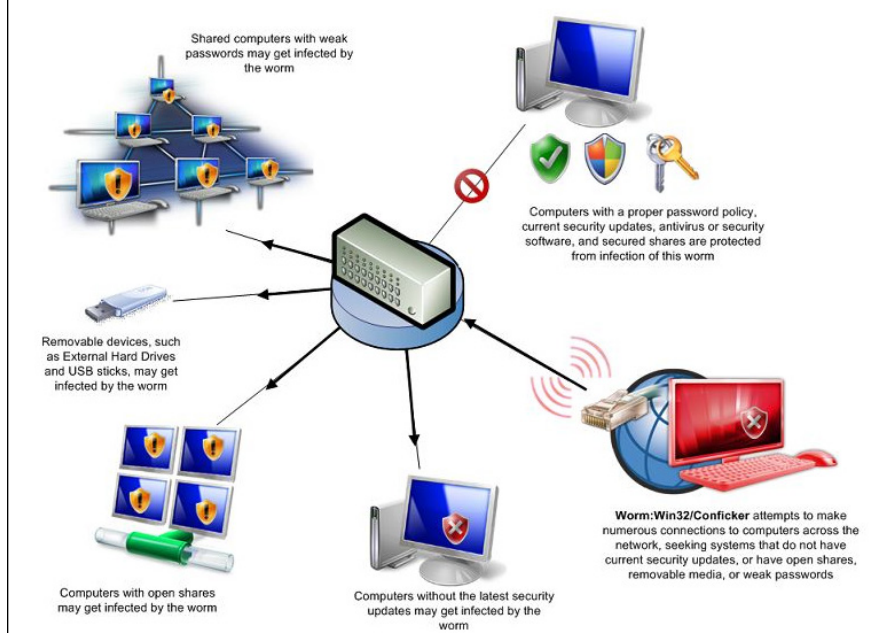 Shared computers with weak
passwords may get infected by
the worm
Computers with a proper password policy,
current security updates, antivirus or security
software, and secured shares are protected
from infection of this worm
Removable devices, such
as External Hard Drives
and USB sticks, may get
infected by the worm
Worm:Win32/Conficker attempts to make
numerous connections to computers across the
network, seeking systems that do not have
current security updates, or have open shares,
removable media, or weak passwords
Computers with open shares
may get infected by the worm
Computers without the latest security
updates may get infected by the
worm